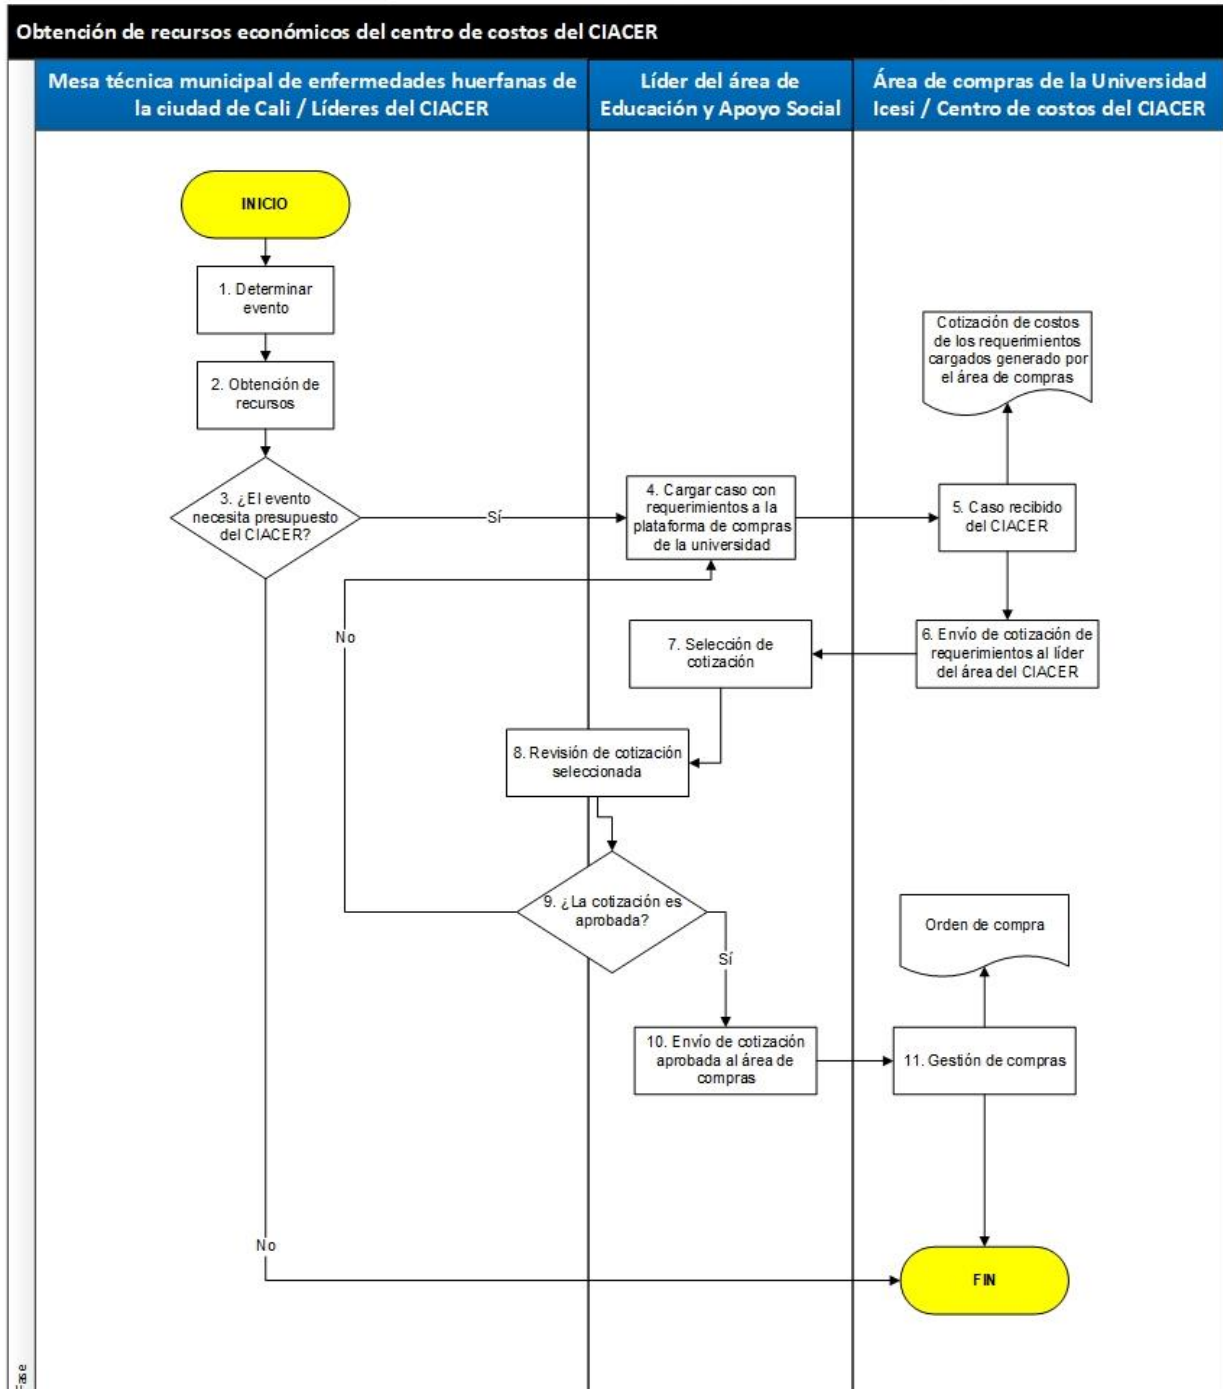 Obtención de recursos económicos del centro de costos del CIACER
Mesa técnica municipal de enfermedades huerfanas de
la ciudad de Cali / Líderes del CIACER
Líder del área de
Educación y Apoyo Social
Área de compras de la Universidad
Icesi / Centro de costos del CIACER
INICIO
1. Determinar
evento
2. Obtención de
recursos
3. ¿El evento
necesita presupuesto
del CIACER?
Sí
4. Cargar caso con
requerimientos a la
plataforma de compras
de la universidad
Cotización de costos
de los requerimientos
cargados generado por
el área de compras
5. Caso recibido
del CIACER
6. Envío de cotización de
requerimientos al líder
del área del CIACER
7. Selección de
cotización
8. Revisión de cotización
seleccionada
9. ¿La cotización es
aprobada?
No
Sí
10. Envío de cotización
aprobada al área de
compras
Orden de compra
11. Gestión de compras
No
FIN
Fase